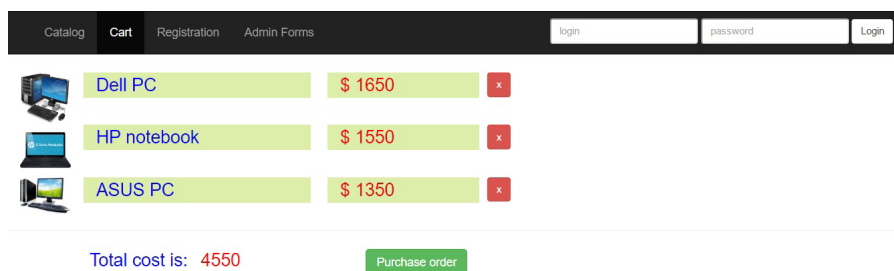 Catalog Cart Registration Admin Forms login password Login
Dell PC $ 1650 x
HP notebook $ 1550 x
ASUS PC $ 1350 x
Total cost is: 4550 Purchase order